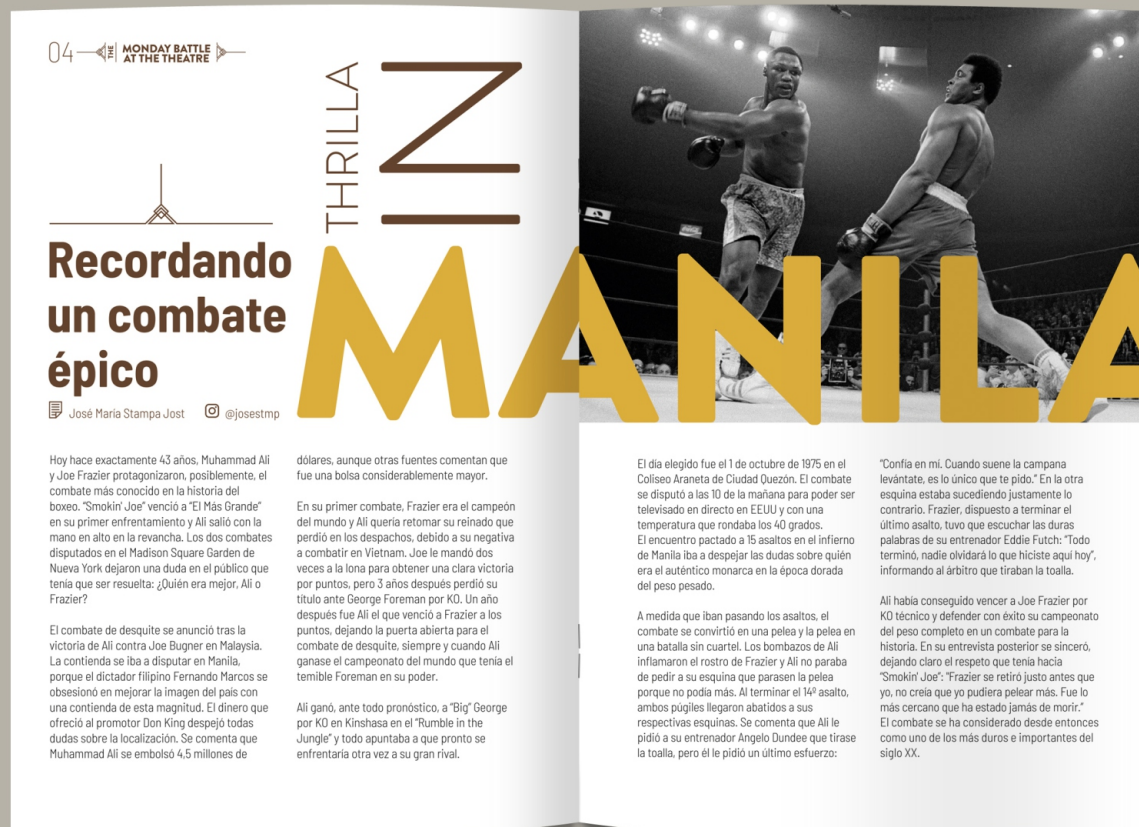 04
THE
MONDAY BATTLE
AT THE THEATRE
THRILLA
IN
MANILA
Recordando
un combate
épico
José María Stampa Jost @josestmp
Hoy hace exactamente 43 años, Muhammad Ali
y Joe Frazier protagonizaron, posiblemente, el
combate más conocido en la historia del
boxeo. “Smokin' Joe” venció a “El Más Grande”
en su primer enfrentamiento y Ali salió con la
mano en alto en la revancha. Los dos combates
disputados en el Madison Square Garden de
Nueva York dejaron una duda en el público que
tenía que ser resuelta: ¿Quién era mejor, Ali o
Frazier?
El combate de desquite se anunció tras la
victoria de Ali contra Joe Bugner en Malaysia.
La contienda se iba a disputar en Manila,
porque el dictador filipino Fernando Marcos se
obsesionó en mejorar la imagen del país con
una contienda de esta magnitud. El dinero que
ofreció al promotor Don King despejó todas
dudas sobre la localización. Se comenta que
Muhammad Ali se embolsó 4,5 millones de
dólares, aunque otras fuentes comentan que
fue una bolsa considerablemente mayor.
En su primer combate, Frazier era el campeón
del mundo y Ali quería retomar su reinado que
perdió en los despachos, debido a su negativa
a combatir en Vietnam. Joe le mandó dos
veces a la lona para obtener una clara victoria
por puntos, pero 3 años después perdió su
título ante George Foreman por KO. Un año
después fue Ali el que venció a Frazier a los
puntos, dejando la puerta abierta para el
combate de desquite, siempre y cuando Ali
ganase el campeonato del mundo que tenía el
temible Foreman en su poder.
Ali ganó, ante todo pronóstico, a “Big” George
por KO en Kinshasa en el “Rumble in the
Jungle” y todo apuntaba a que pronto se
enfrentaría otra vez a su gran rival.
El día elegido fue el 1 de octubre de 1975 en el
Coliseo Araneta de Ciudad Quezón. El combate
se disputó a las 10 de la mañana para poder ser
televisado en directo en EEUU y con una
temperatura que rondaba los 40 grados.
El encuentro pactado a 15 asaltos en el infierno
de Manila iba a despejar las dudas sobre quién
era el auténtico monarca en la época dorada
del peso pesado.
A medida que iban pasando los asaltos, el
combate se convirtió en una pelea y la pelea en
una batalla sin cuartel. Los bombazos de Ali
inflamaron el rostro de Frazier y Ali no paraba
de pedir a su esquina que parasen la pelea
porque no podía más. Al terminar el 14º asalto,
ambos púgiles llegaron abatidos a sus
respectivas esquinas. Se comenta que Ali le
pidió a su entrenador Angelo Dundee que tirase
la toalla, pero él le pidió un último esfuerzo:
“Confía en mí. Cuando suene la campana
levántate, es lo único que te pido.” En la otra
esquina estaba sucediendo justamente lo
contrario. Frazier, dispuesto a terminar el
último asalto, tuvo que escuchar las duras
palabras de su entrenador Eddie Futch: “Todo
terminó, nadie olvidará lo que hiciste aquí hoy”,
informando al árbitro que tiraban la toalla.
Ali había conseguido vencer a Joe Frazier por
KO técnico y defender con éxito su campeonato
del peso completo en un combate para la
historia. En su entrevista posterior se sinceró,
dejando claro el respeto que tenía hacia
“Smokin' Joe”: “Frazier se retiró justo antes que
yo, no creía que yo pudiera pelear más. Fue lo
más cercano que ha estado jamás de morir.”
El combate se ha considerado desde entonces
como uno de los más duros e importantes del
siglo XX.